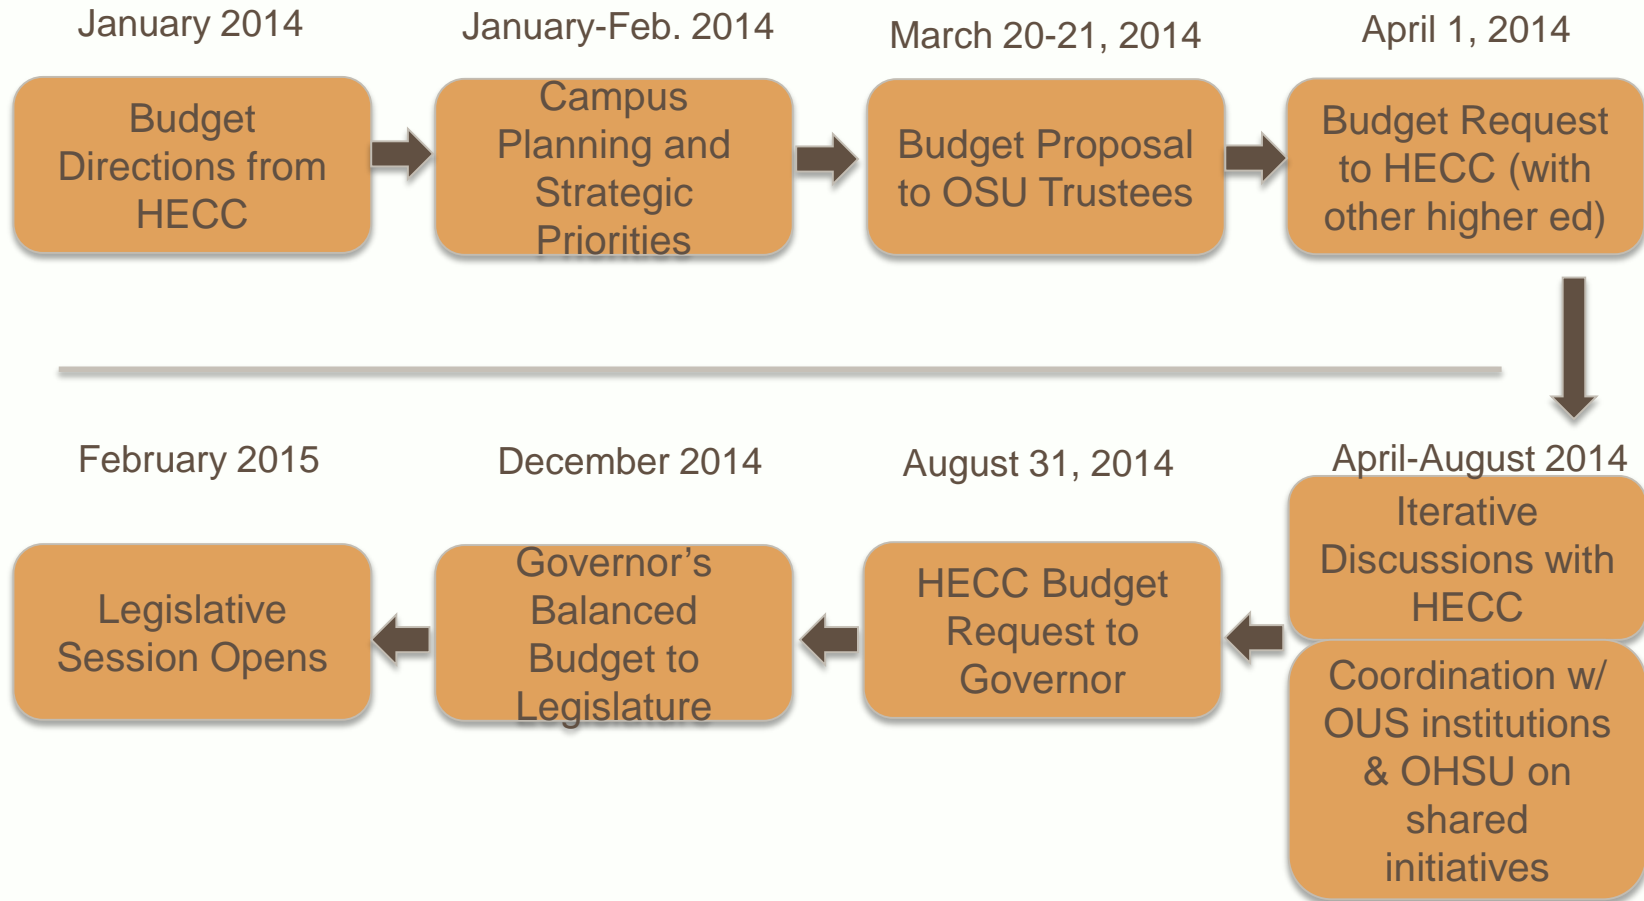 January 2014
January-Feb. 2014
March 20-21, 2014
April 1, 2014
Budget
Directions from
HECC
Campus
Planning and
Strategic
Priorities
Budget Proposal
to OSU Trustees
Budget Request
to HECC (with
other higher ed)
February 2015
December 2014
August 31, 2014
April-August 2014
Legislative
Session Opens
Governor’s
Balanced
Budget to
Legislature
HECC Budget
Request to
Governor
Iterative
Discussions with
HECC
Coordination w/
OUS institutions
& OHSU on
shared
initiatives